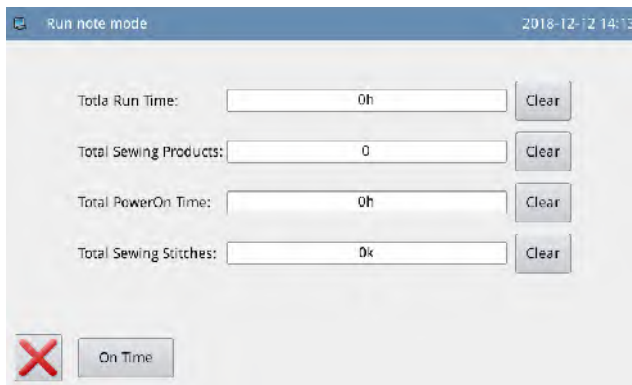 Run note mode 2018-12-12 14:13
Totla Run Time: 0h Clear
Total Sewing Products: 0 Clear
Total PowerOn Time: 0h Clear
Total Sewing Stitches: 0k Clear
On Time